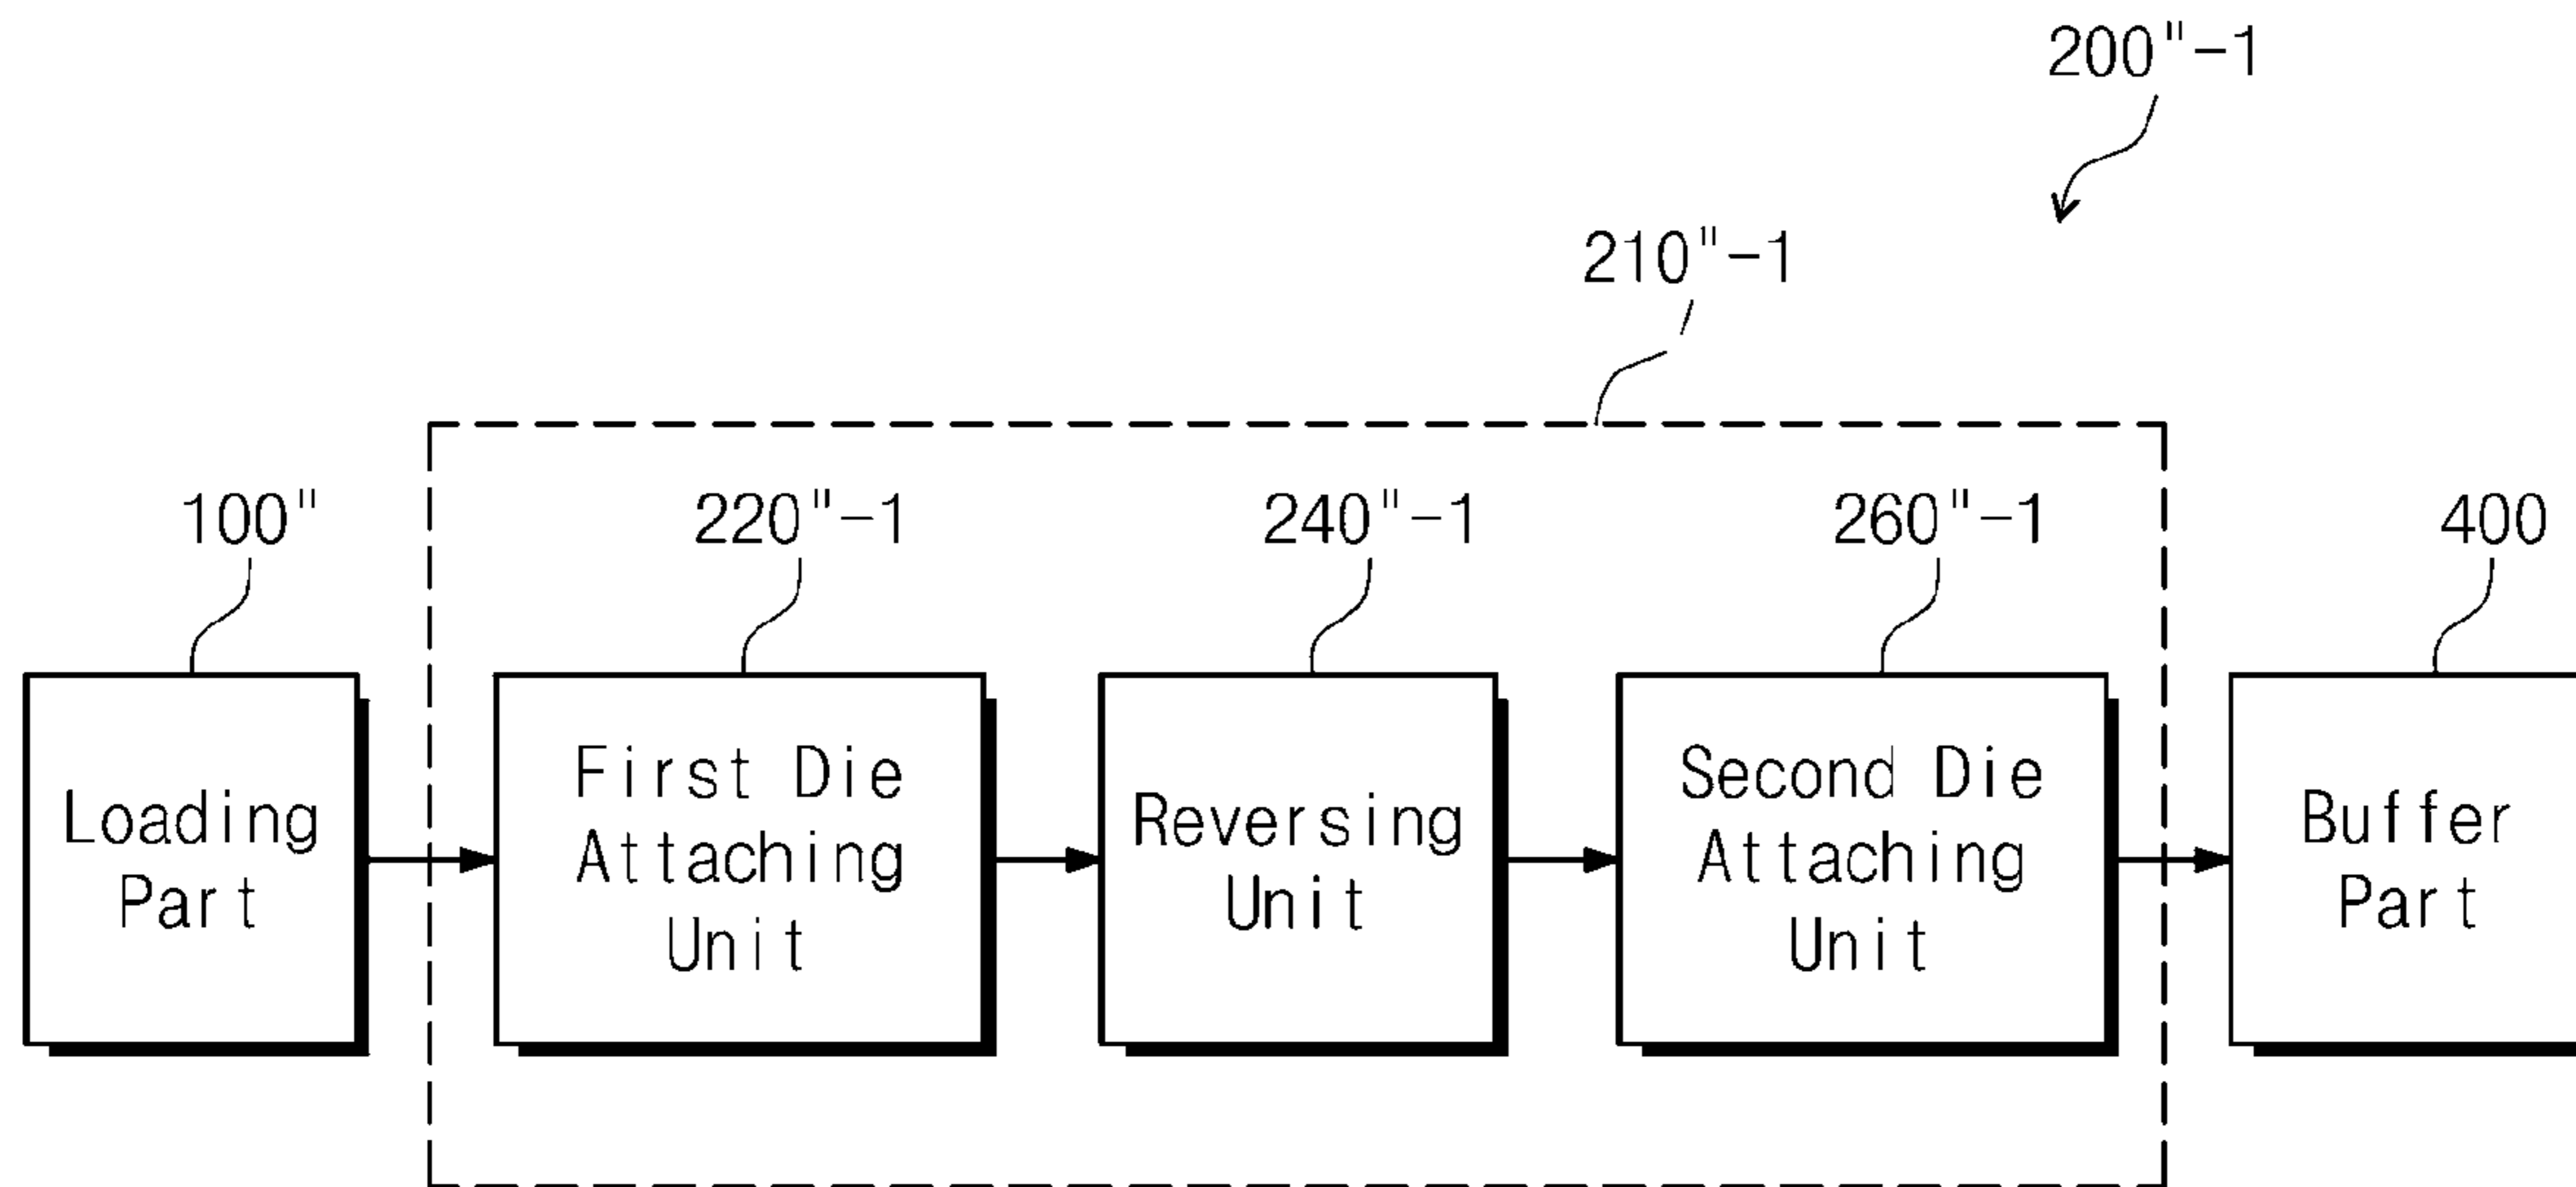 200"-1
210"-1
100"
220"-1
240"-1
260"-1
400
Loading
Part
First Die
Attaching
Unit
Reversing
Unit
Second Die
Attaching
Unit
Buffer
Part